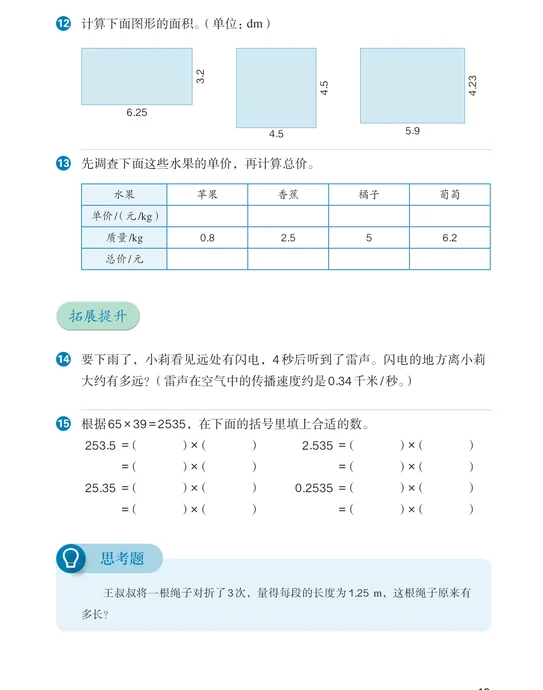 12 计算下面图形的面积。（单位：dm）
3.2
6.25
4.5
4.5
4.23
5.9
13 先调查下面这些水果的单价，再计算总价。
水果 苹果 香蕉 橘子 葡萄
单价/（元/kg）
质量/kg 0.8 2.5 5 6.2
总价/元
拓展提升
14 要下雨了，小莉看见远处有闪电，4秒后听到了雷声。闪电的地方离小莉
大约有多远？（雷声在空气中的传播速度约是0.34千米/秒。）
15 根据65×39=2535，在下面的括号里填上合适的数。
253.5 =（ ）×（ ） 2.535 =（ ）×（ ）
=（ ）×（ ） =（ ）×（ ）
25.35 =（ ）×（ ） 0.2535 =（ ）×（ ）
=（ ）×（ ） =（ ）×（ ）
思考题
王叔叔将一根绳子对折了3次，量得每段的长度为1.25 m，这根绳子原来有
多长？